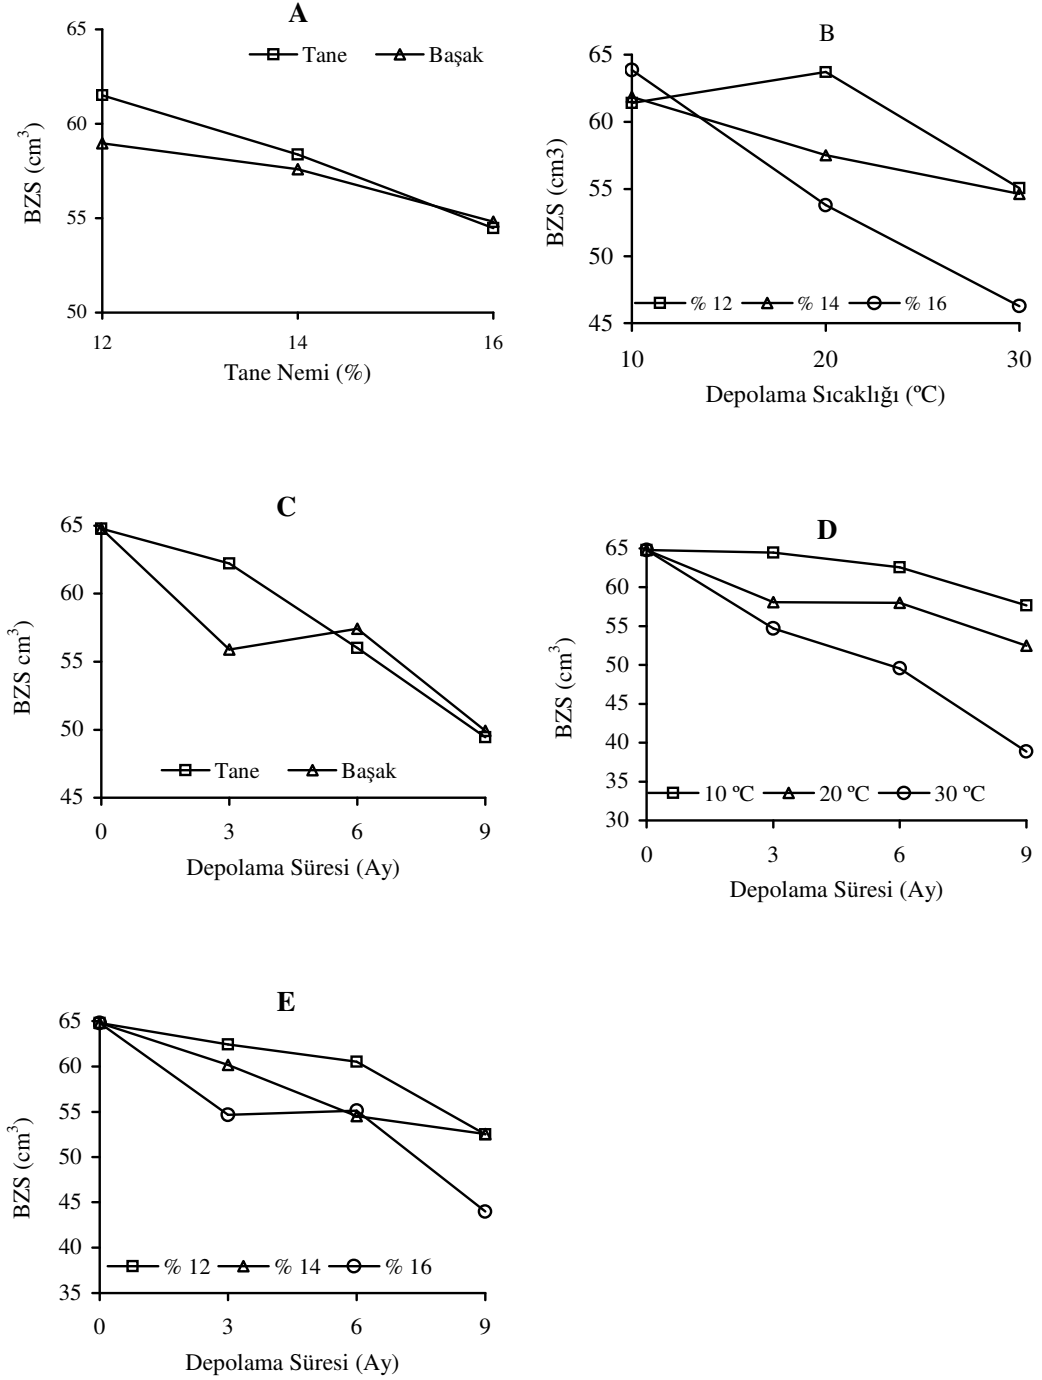 A
65
60
55
50
12
14
16
Tane
Başak
BZS (cm³)
Tane Nemi (%)
B
65
60
55
50
45
10
20
30
% 12
% 14
% 16
BZS (cm3)
Depolama Sıcaklığı (ºC)
C
65
60
55
50
45
0
3
6
9
Tane
Başak
BZS cm³)
Depolama Süresi (Ay)
D
65
60
55
50
45
40
35
30
0
3
6
9
10 ºC
20 ºC
30 ºC
BZS (cm³)
Depolama Süresi (Ay)
E
65
60
55
50
45
40
35
0
3
6
9
% 12
% 14
% 16
BZS (cm³)
Depolama Süresi (Ay)